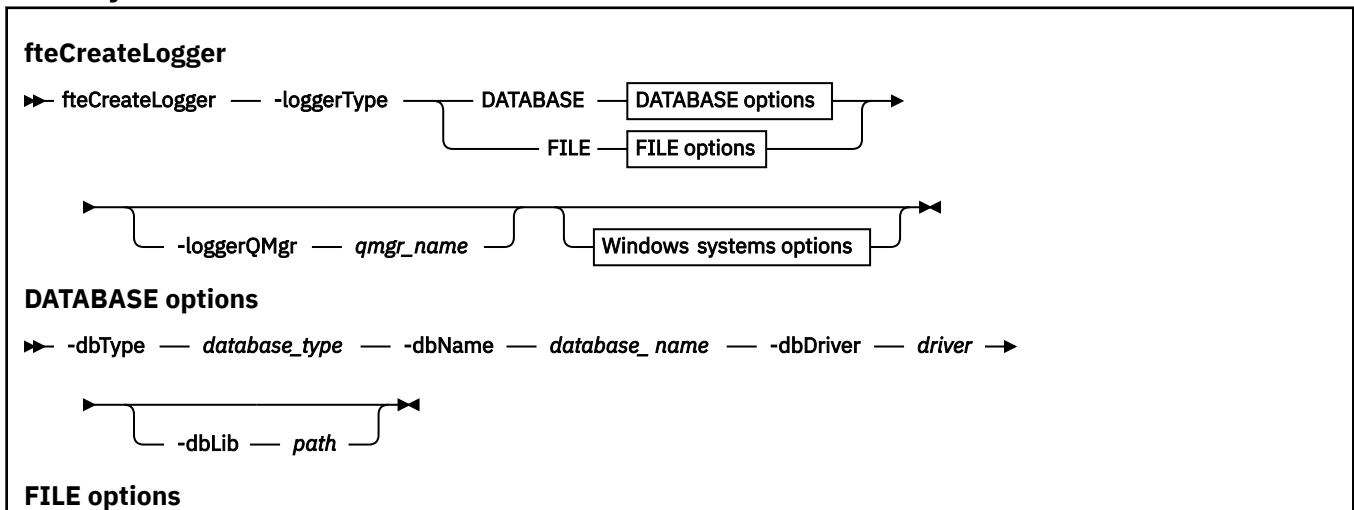 fteCreateLogger
fteCreateLogger -loggerType DATABASE DATABASE options
FILE FILE options
-loggerQMgr qmgr_name Windows systems options
DATABASE options
-dbType database_type -dbName database_ name -dbDriver driver
-dbLib path
FILE options